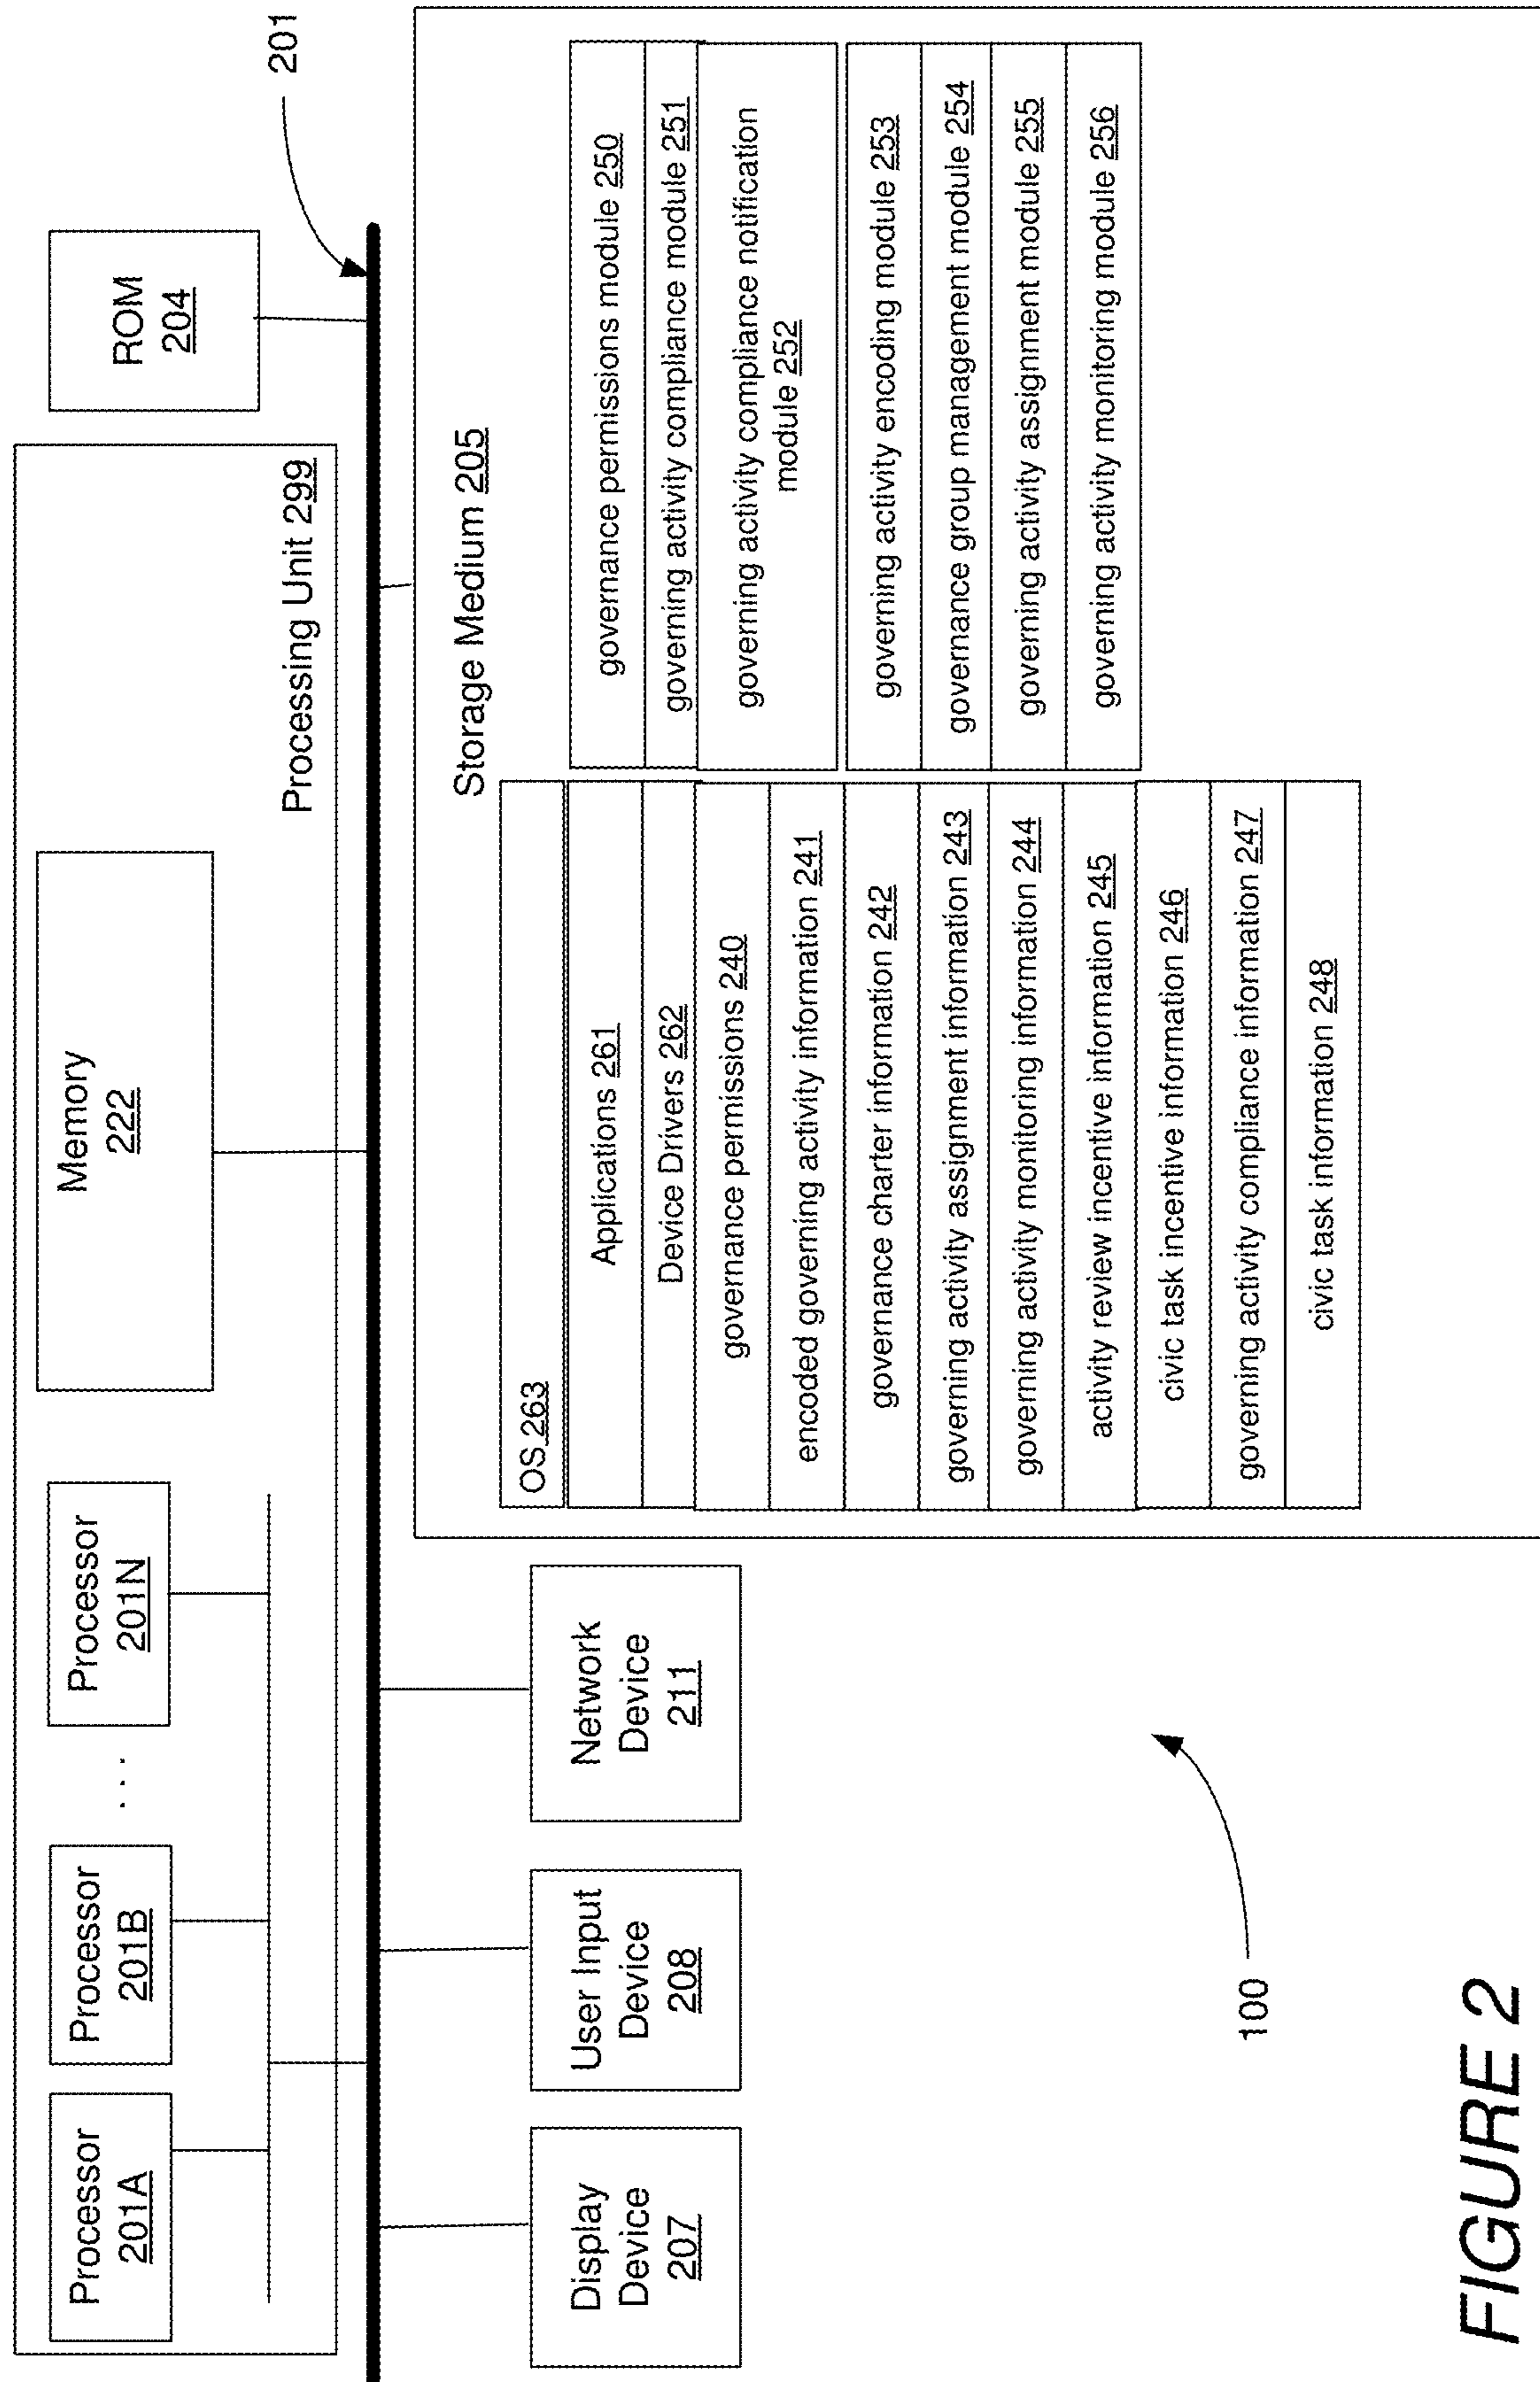 Processor
201A
Processor
201B
. . .
Processor
201N
Memory
222
Processing Unit 299
ROM
204
201
Display
Device
207
User Input
Device
208
Network
Device
211
Storage Medium 205
OS 263
Applications 261
Device Drivers 262
governance permissions 240
encoded governing activity information 241
governance charter information 242
governing activity assignment information 243
governing activity monitoring information 244
activity review incentive information 245
civic task incentive information 246
governing activity compliance information 247
civic task information 248
governance permissions module 250
governing activity compliance module 251
governing activity compliance notification
module 252
governing activity encoding module 253
governance group management module 254
governing activity assignment module 255
governing activity monitoring module 256
100
FIGURE 2